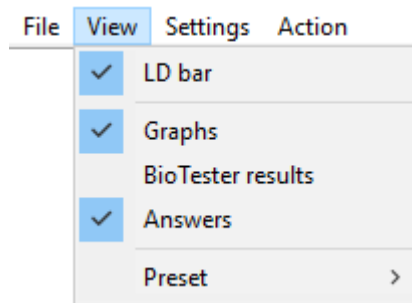 File View Settings Action
LD bar
Graphs
BioTester results
Answers
Preset